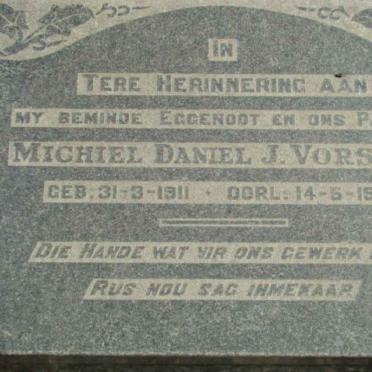 IN
TERE HERINNERING AAN
MY BEMINDE EGGENOOT EN ONS
MICHIEL DANIEL J. VORS
GEB. 31-3-1911 · OORL. 14-5-19
DIE HANDE WAT VIR ONS GEWERK
RUS NOU SAG INMEKAAR